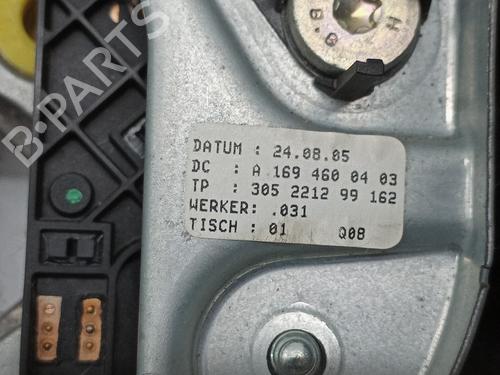 B-PARTS
B.G H
DATUM : 24.08.05
DC : A 169 460 04 03
TP : 305 2212 99 162
WERKER: .031
TISCH : 01 Q08